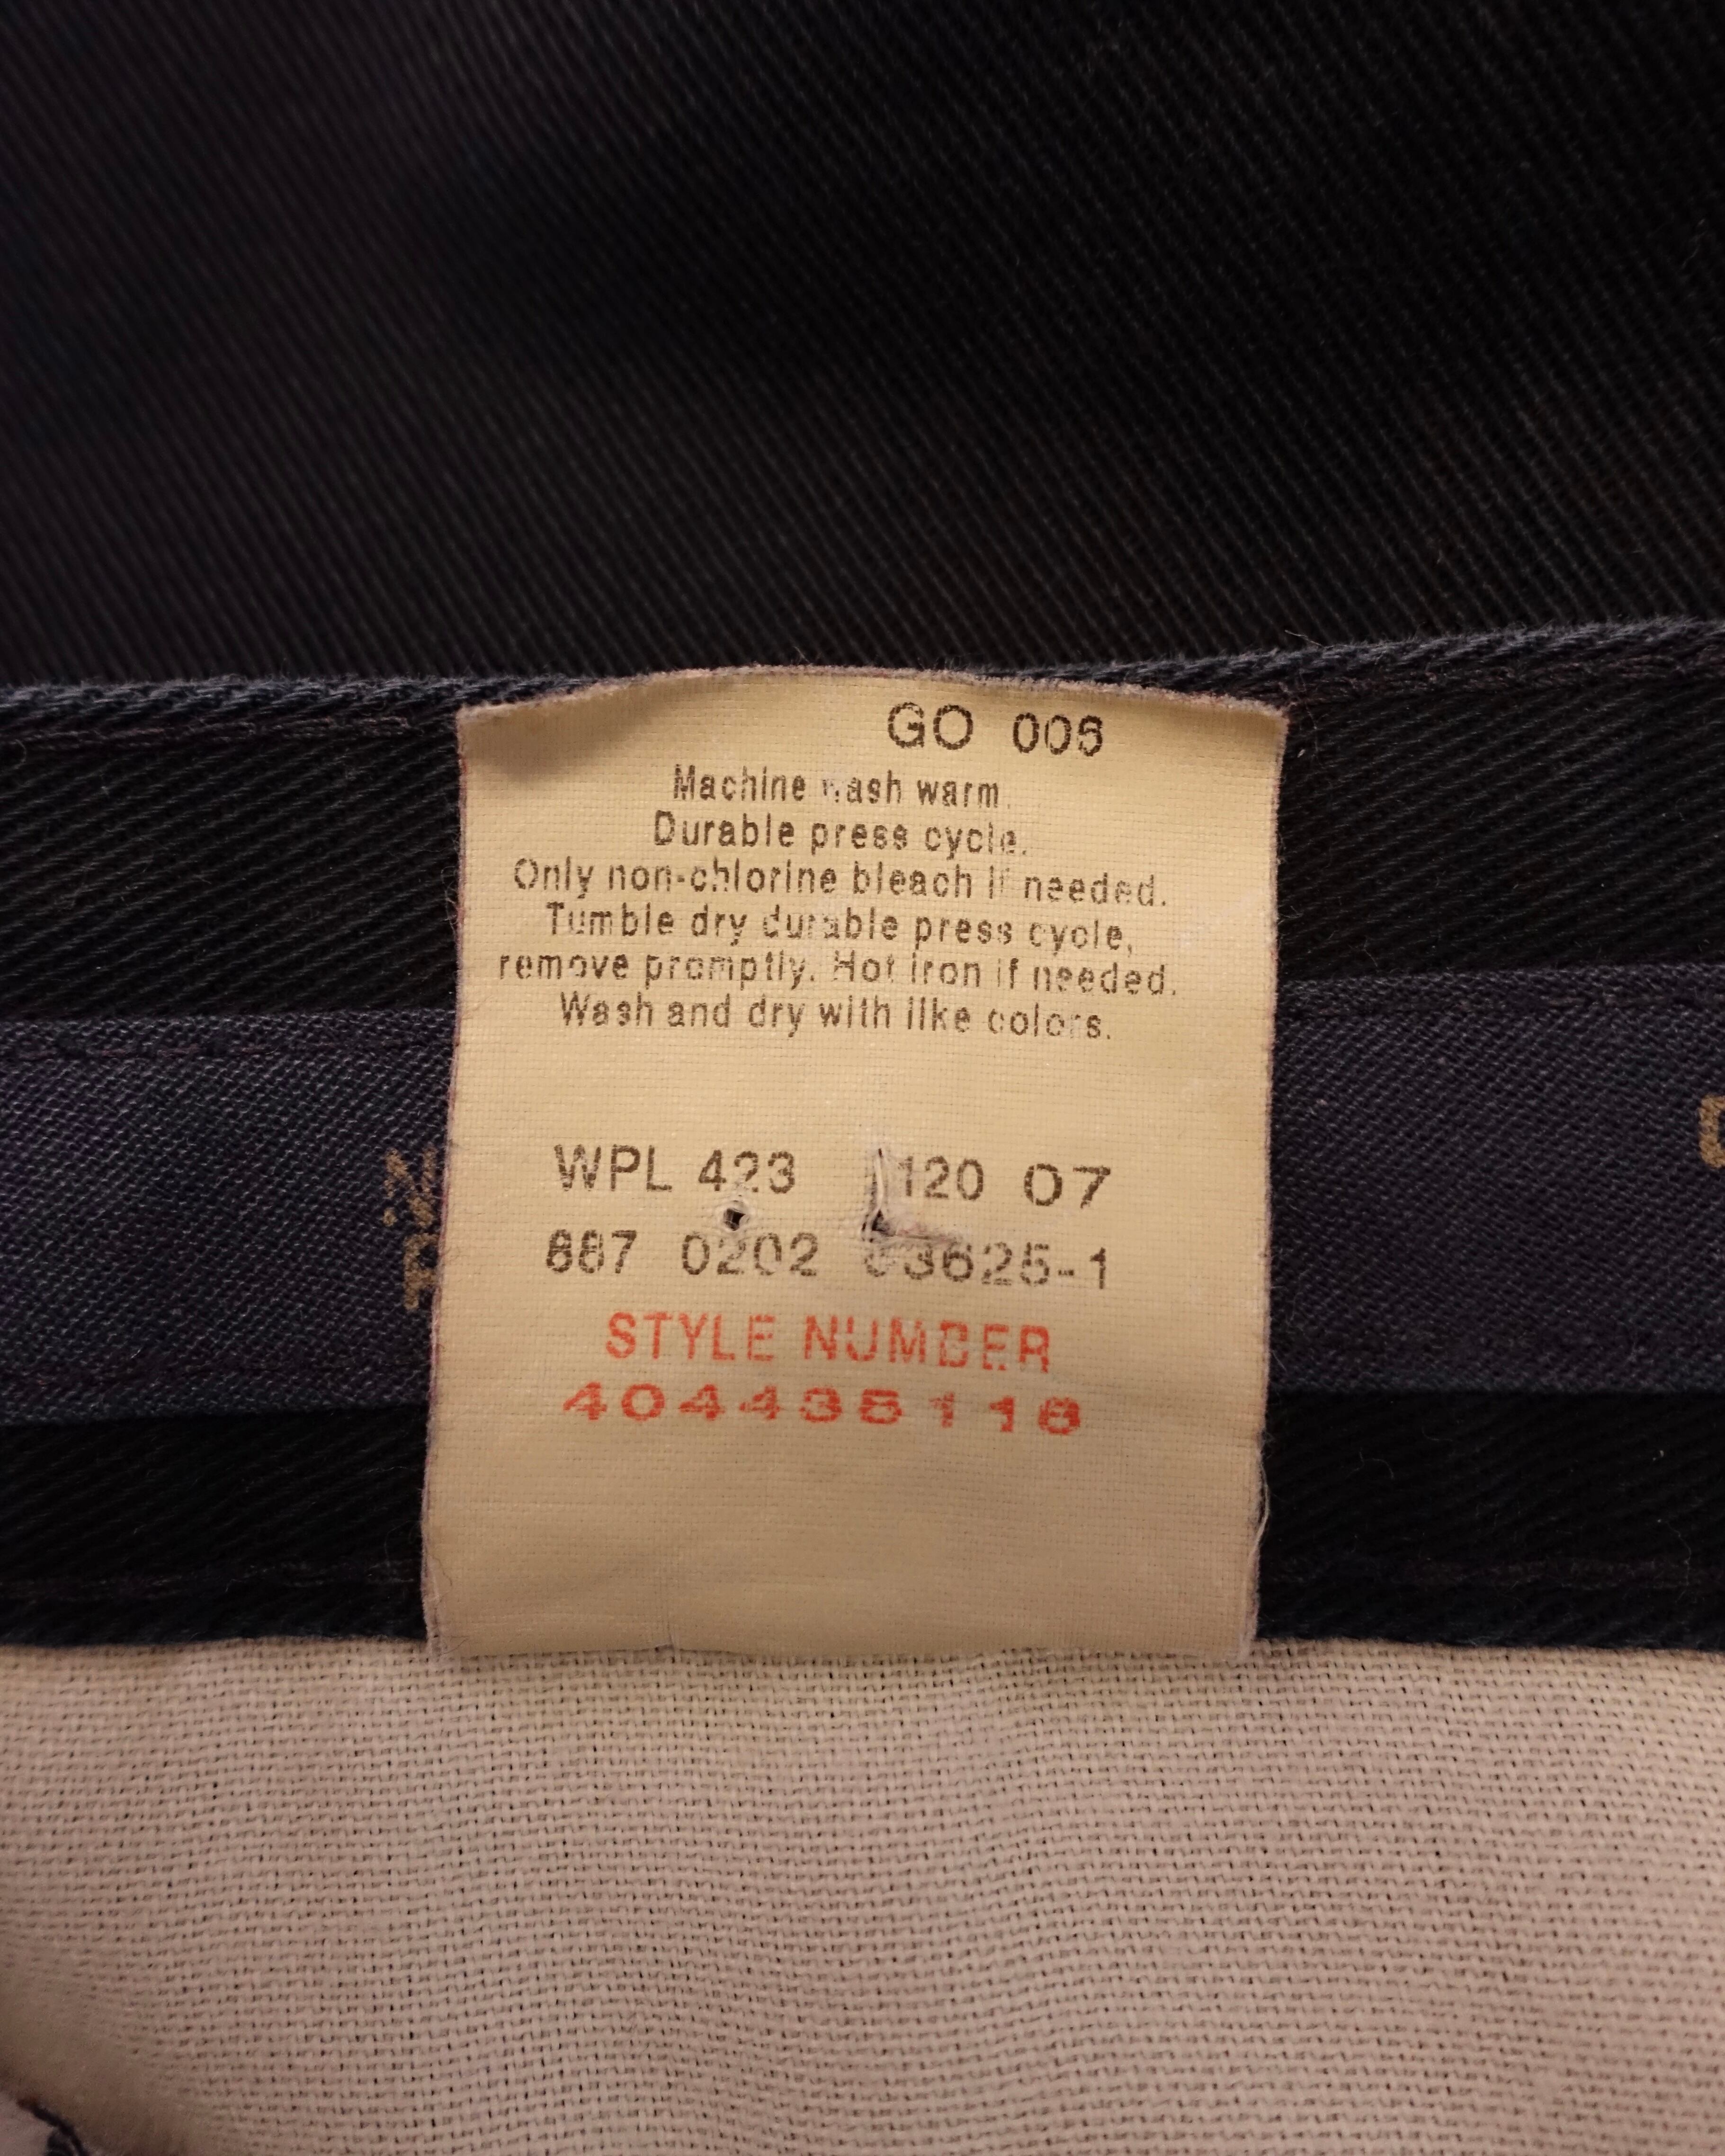 GO 006
Machine wash warm.
Durable press cycle.
Only non-chlorine bleach if needed.
Tumble dry durable press cycle,
remove promptly. Hot iron if needed.
Wash and dry with like colors.
WPL 423 120 07
887 0202 03625-1
STYLE NUMBER
404435118